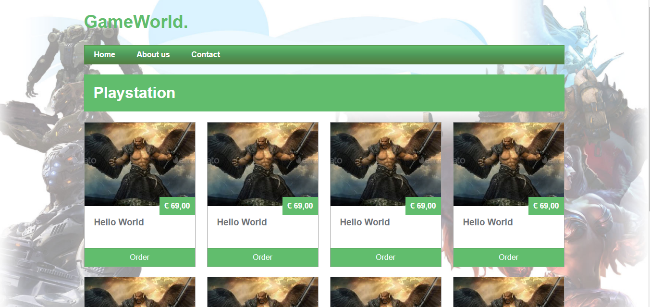 GameWorld.
Home About us Contact
Playstation
€ 69,00 € 69,00 € 69,00 € 69,00
Hello World Hello World Hello World Hello World
Order Order Order Order